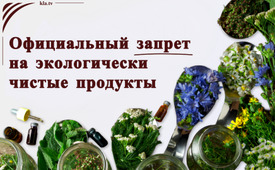 kla.tv
Официальный запрет
на экологически
чистые продукты